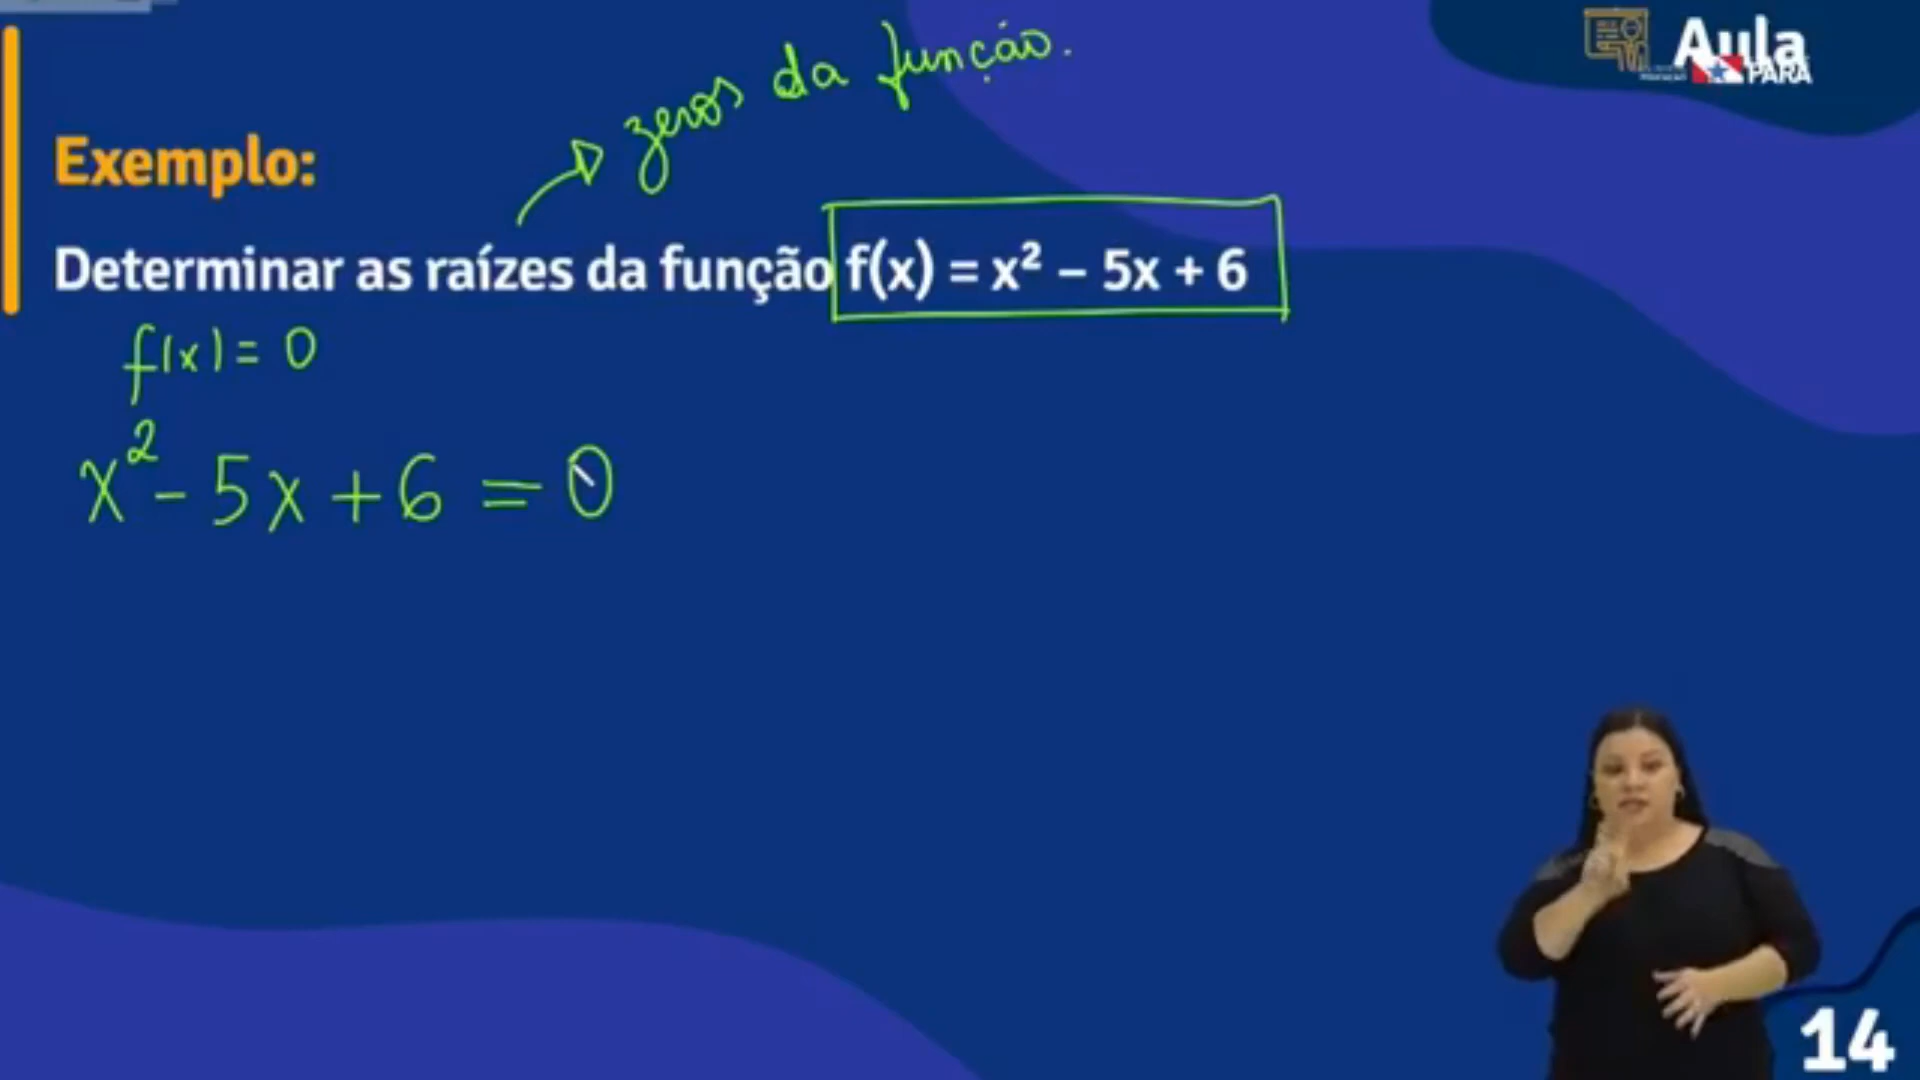 zeros da função.
Aula
PARÁ
Exemplo:
Determinar as raízes da função f(x) = x² – 5x + 6
f(x) = 0
x² - 5x + 6 = 0
14